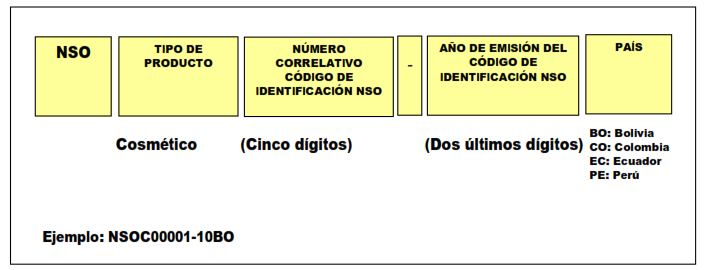 NSO
TIPO DE
PRODUCTO
NÚMERO
CORRELATIVO
CÓDIGO DE
IDENTIFICACIÓN NSO
-
AÑO DE EMISIÓN DEL
CÓDIGO DE
IDENTIFICACIÓN NSO
PAÍS
Cosmético
(Cinco dígitos)
(Dos últimos dígitos)
BO: Bolivia
CO: Colombia
EC: Ecuador
PE: Perú
Ejemplo: NSOC00001-10BO